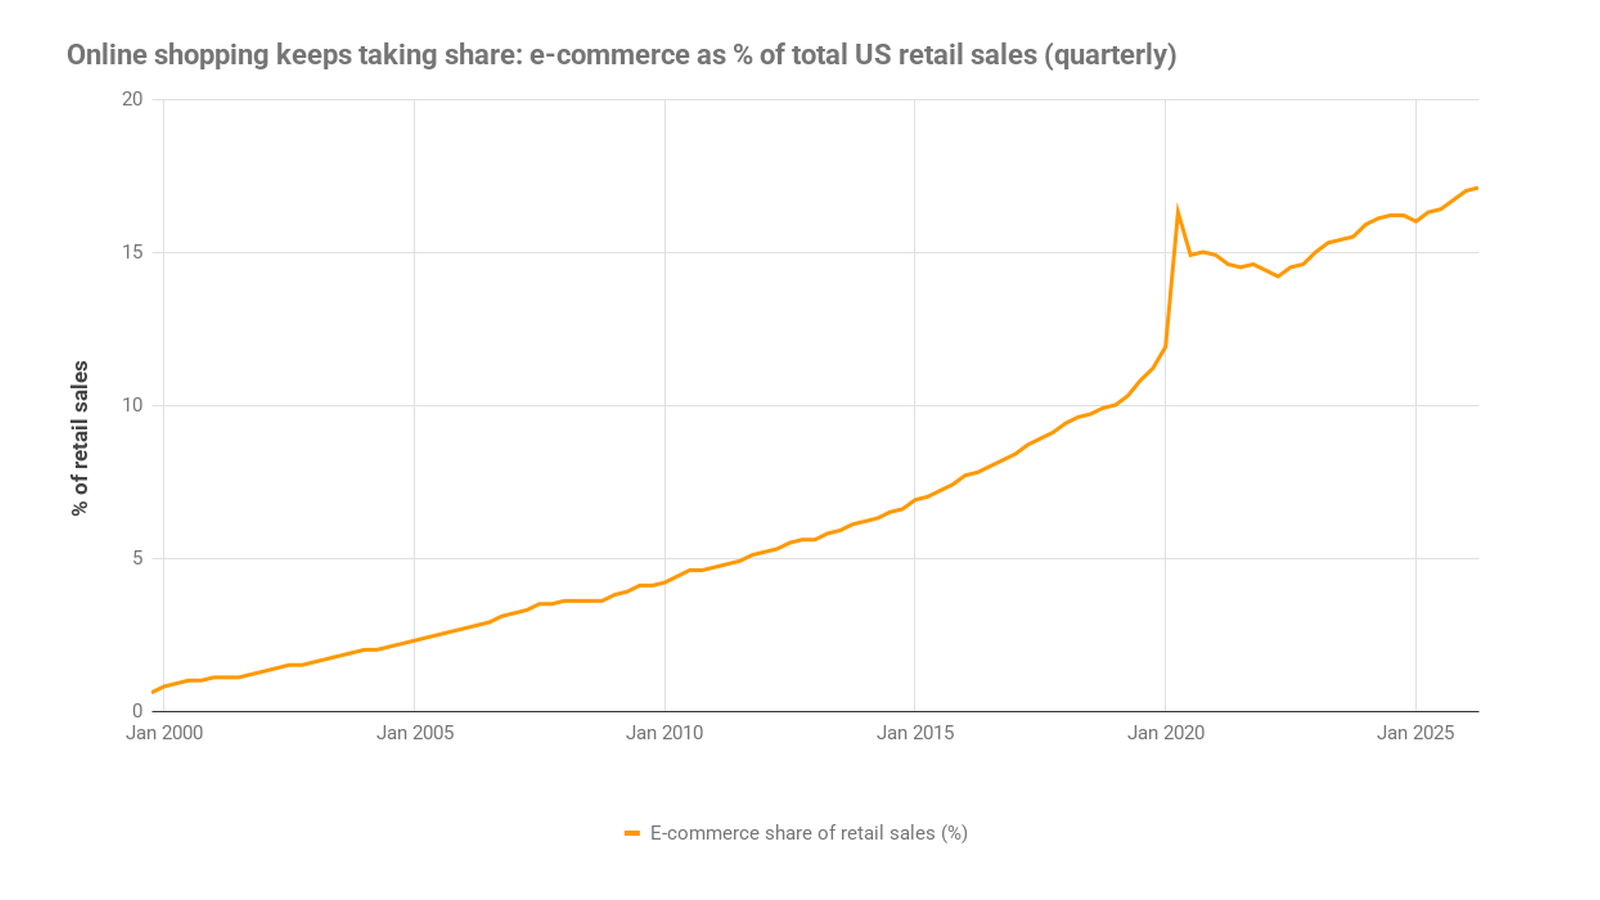 Online shopping keeps taking share: e-commerce as % of total US retail sales (quarterly)
% of retail sales
20
15
10
5
0
Jan 2000
Jan 2005
Jan 2010
Jan 2015
Jan 2020
Jan 2025
E-commerce share of retail sales (%)